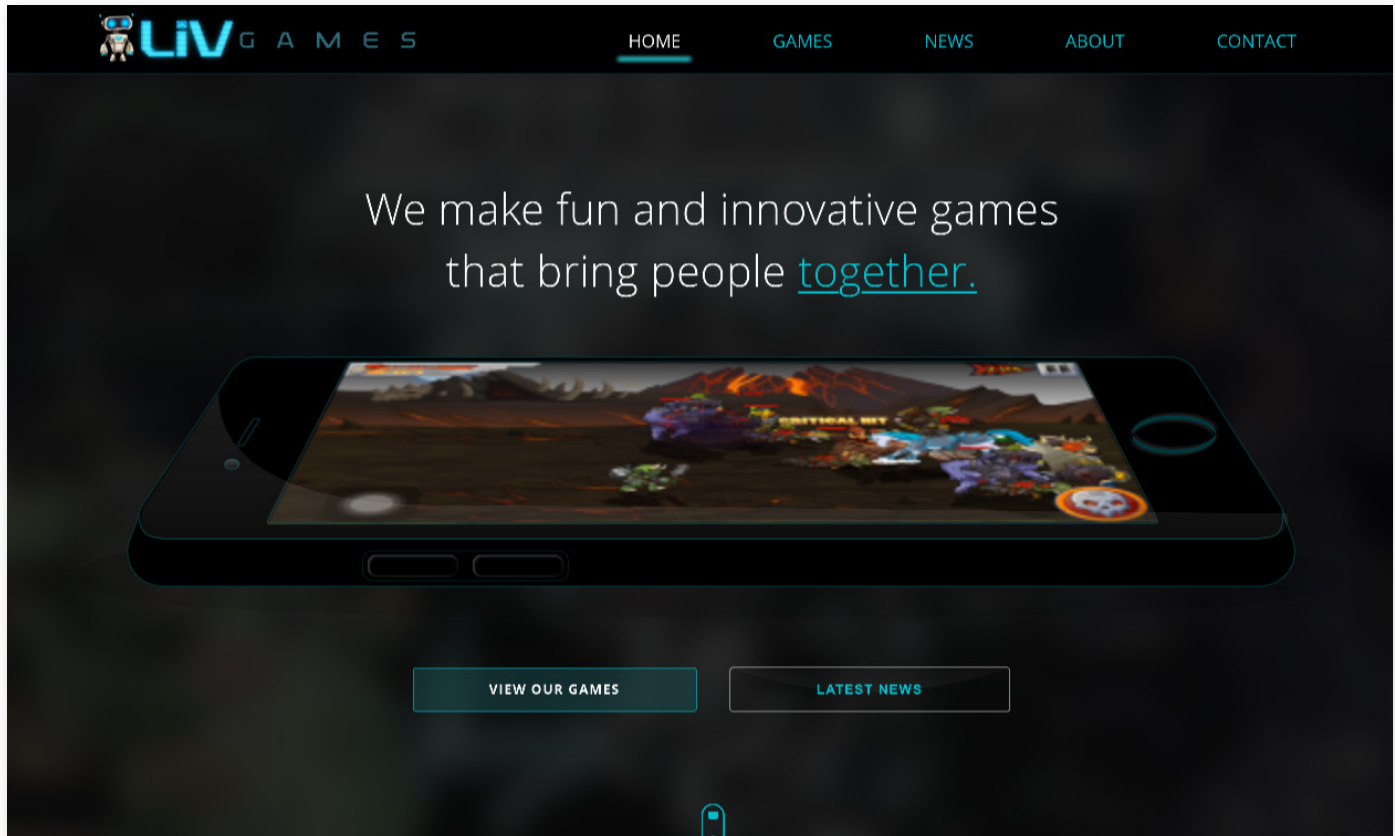 LiV GAMES
HOME
GAMES
NEWS
ABOUT
CONTACT
We make fun and innovative games
that bring people together.
CRITICAL HIT
VIEW OUR GAMES
LATEST NEWS